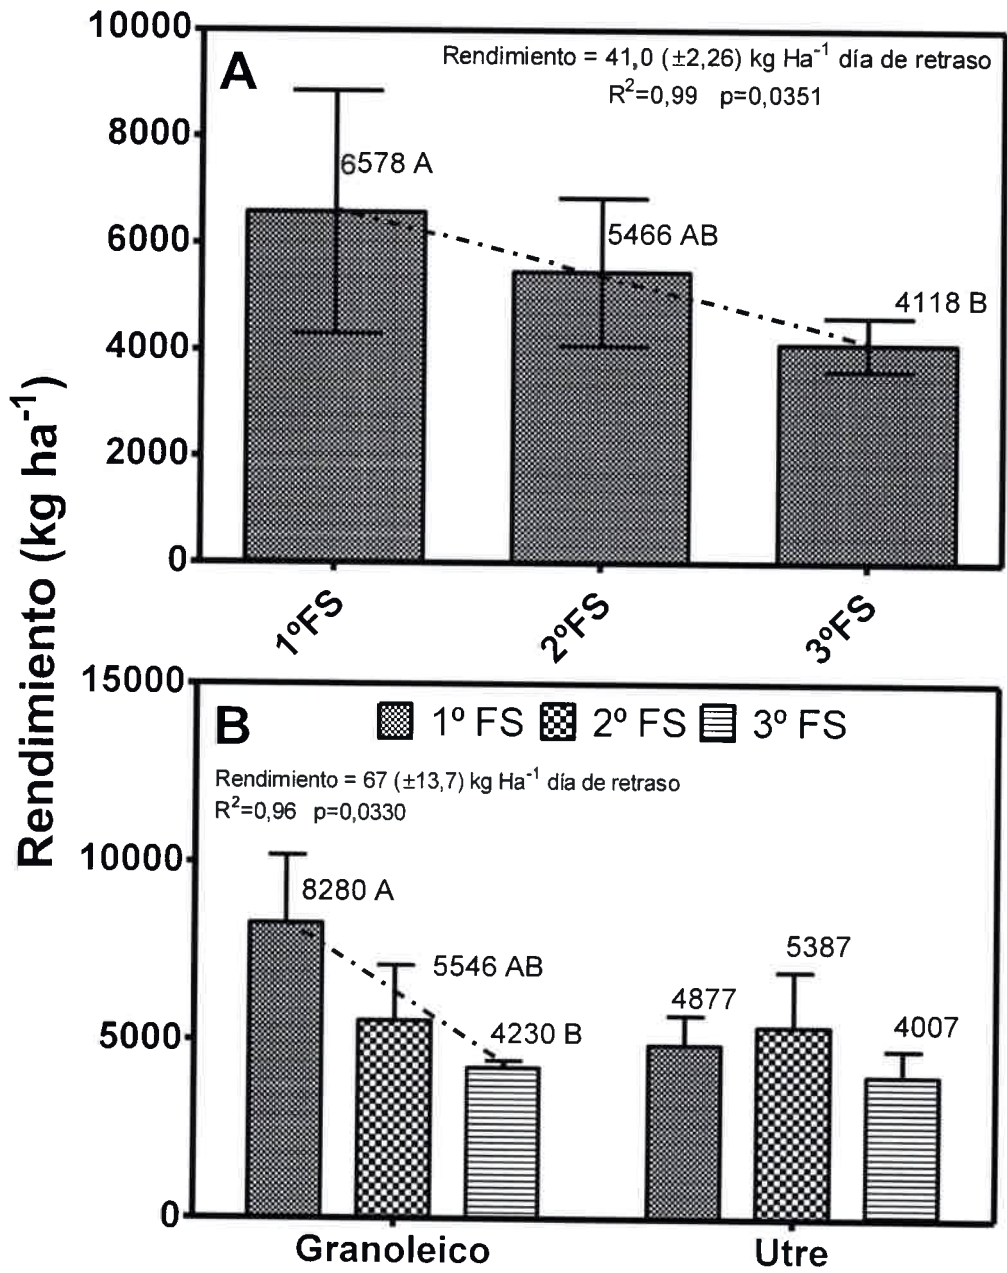 Rendimiento (kg ha-1)
10000
8000
6000
4000
2000
0
A
Rendimiento = 41,0 (±2,26) kg Ha-1 día de retraso
R2=0,99 p=0,0351
6578 A
5466 AB
4118 B
1ºFS
2ºFS
3ºFS
15000
10000
5000
0
B
1º FS
2º FS
3º FS
Rendimiento = 67 (±13,7) kg Ha-1 día de retraso
R2=0,96 p=0,0330
8280 A
5546 AB
4230 B
4877
5387
4007
Granoleico
Utre